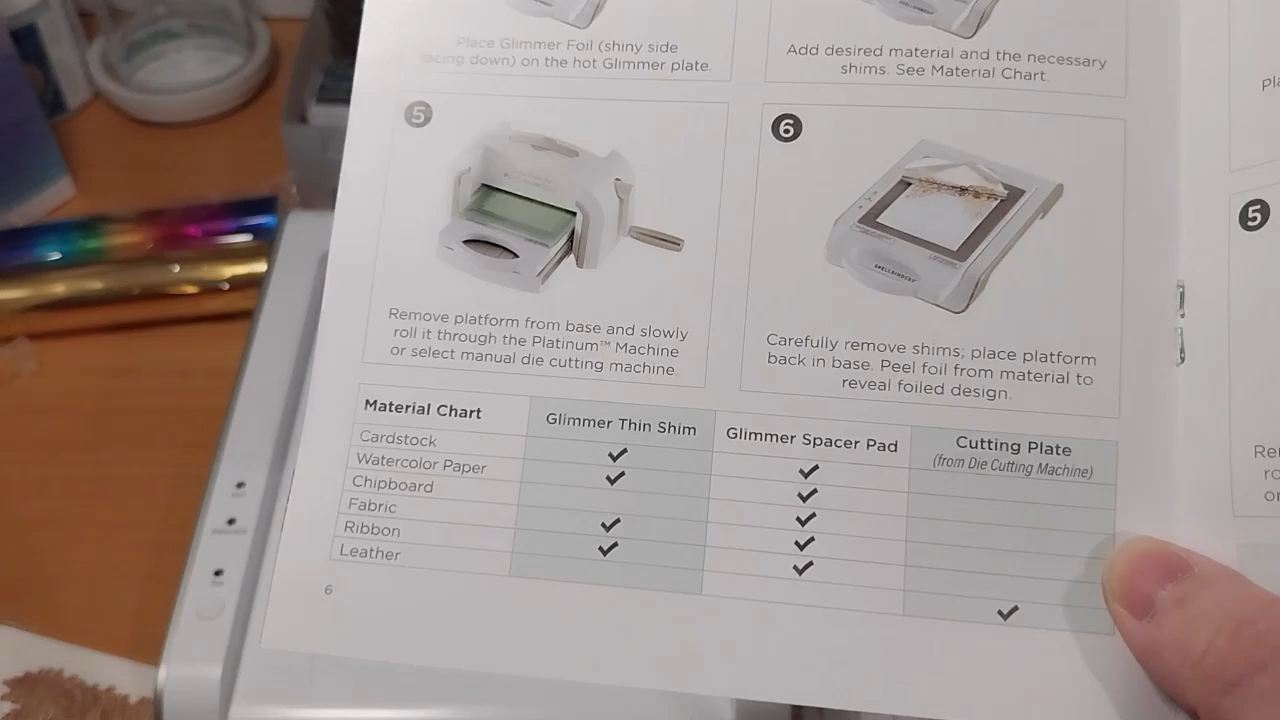 Place Glimmer Foil (shiny side
facing down) on the hot Glimmer plate.
Add desired material and the necessary
shims. See Material Chart.
5
Remove platform from base and slowly
roll it through the Platinum™ Machine
or select manual die cutting machine.
6
SPELLBINDERS
Carefully remove shims; place platform
back in base. Peel foil from material to
reveal foiled design.
Material Chart Glimmer Thin Shim Glimmer Spacer Pad Cutting Plate
(from Die Cutting Machine)
Cardstock ✔ ✔
Watercolor Paper ✔ ✔
Chipboard ✔
Fabric ✔ ✔
Ribbon ✔ ✔
Leather ✔
6
5